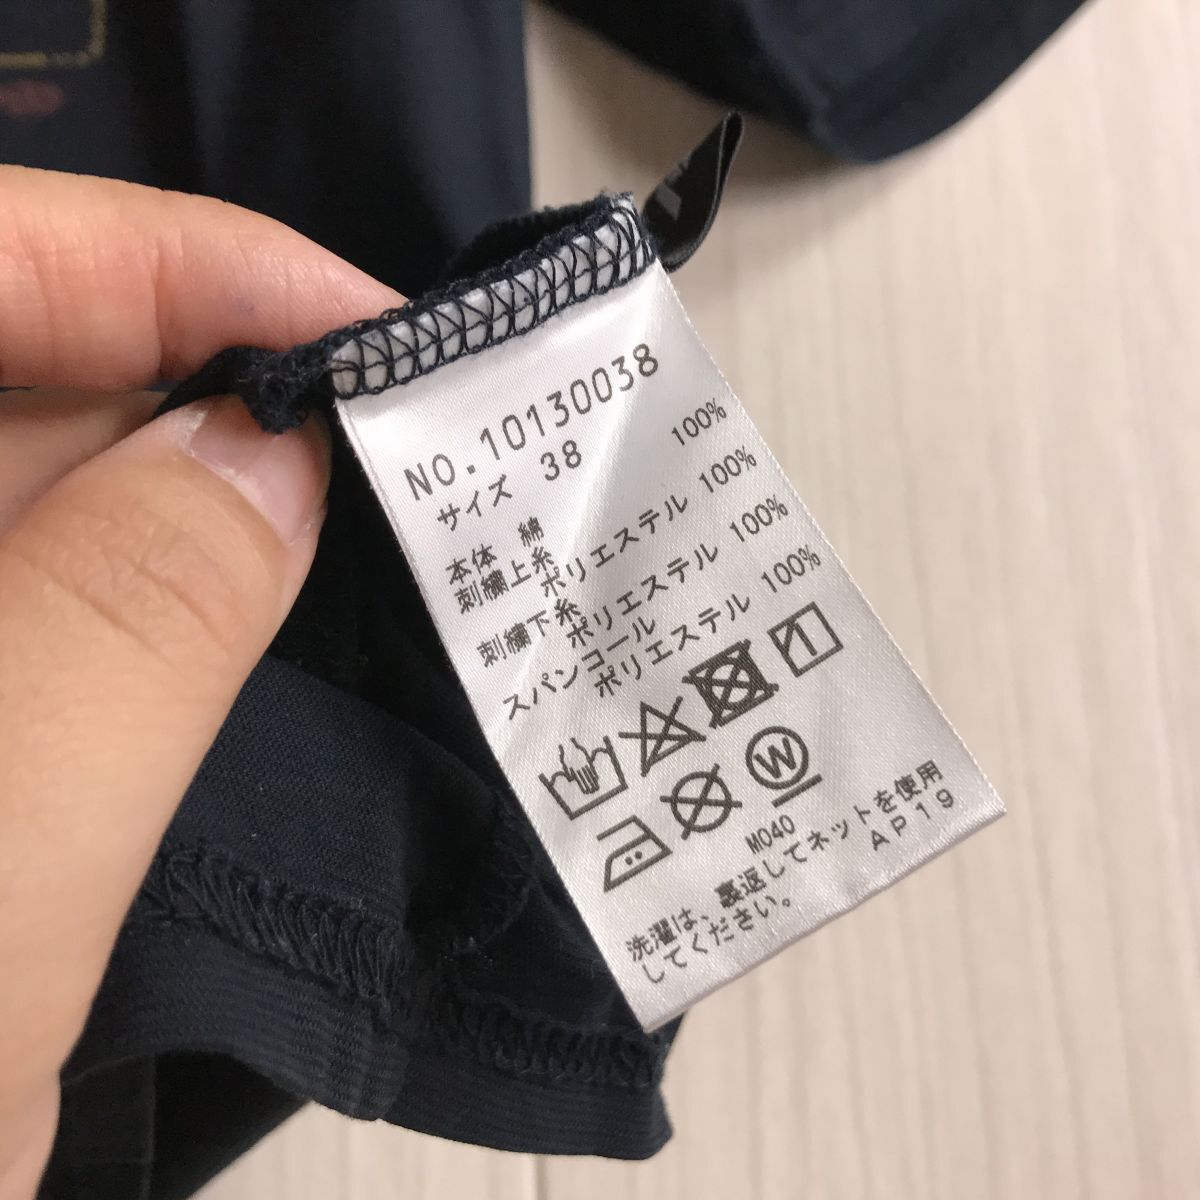 NO.10130038
サイズ 38
本体 綿 100%
刺繍上糸
ポリエステル 100%
刺繍下糸
ポリエステル 100%
スパンコール
ポリエステル 100%
W
M040
洗濯は、裏返してネットを使用
してください。
AP19